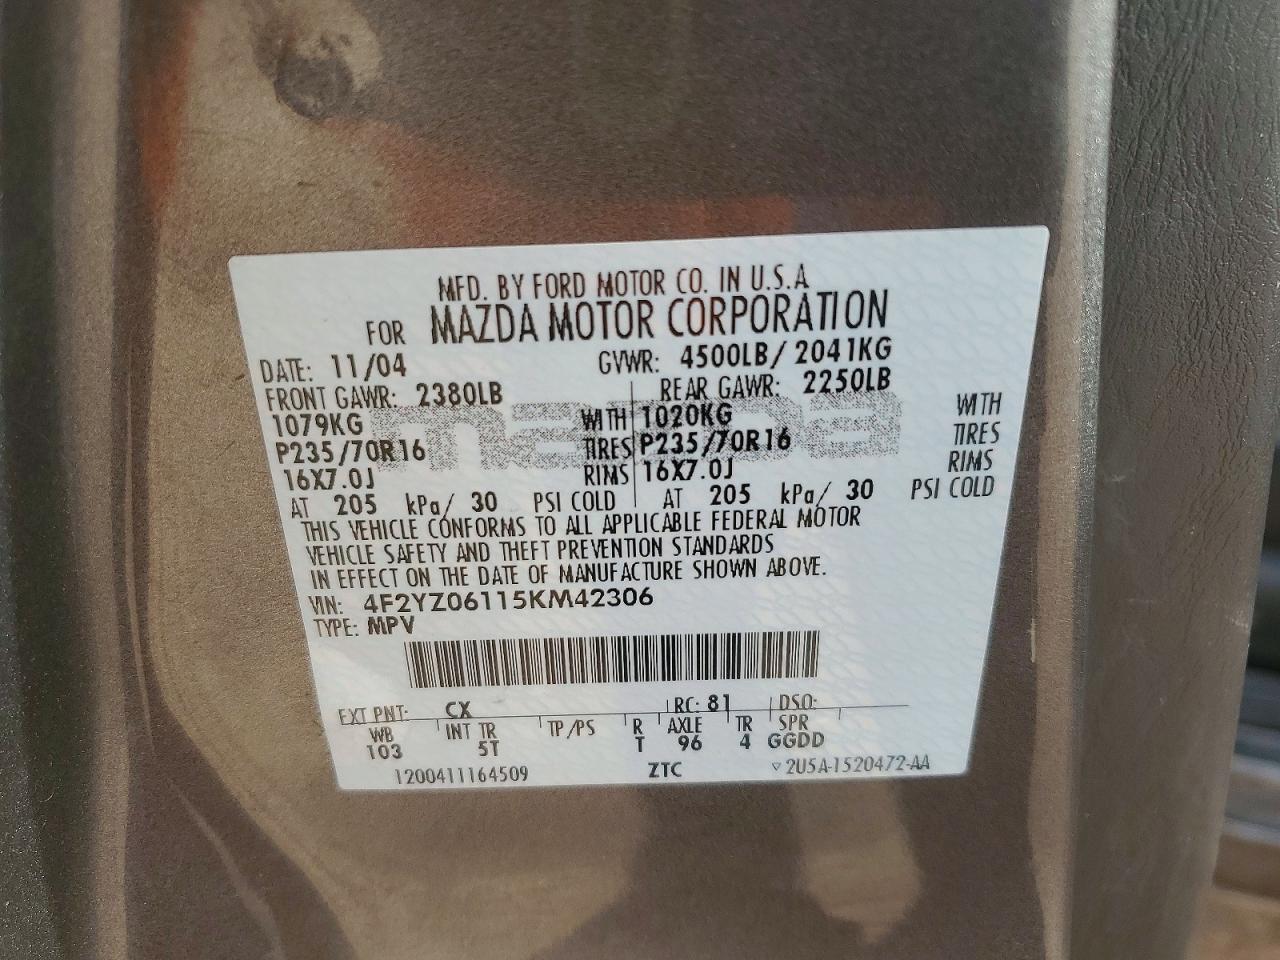 MFD. BY FORD MOTOR CO. IN U.S.A
FOR MAZDA MOTOR CORPORATION
DATE: 11/04 GVWR: 4500LB/ 2041KG
FRONT GAWR: 2380LB REAR GAWR: 2250LB
1079KG WITH 1020KG WITH
P235/70R16 TIRES P235/70R16 TIRES
16X7.0J RIMS 16X7.0J RIMS
AT 205 kPa/ 30 PSI COLD AT 205 kPa/ 30 PSI COLD
mazda
THIS VEHICLE CONFORMS TO ALL APPLICABLE FEDERAL MOTOR
VEHICLE SAFETY AND THEFT PREVENTION STANDARDS
IN EFFECT ON THE DATE OF MANUFACTURE SHOWN ABOVE.
VIN: 4F2YZ06115KM42306
TYPE: MPV
EXT PNT: CX RC: 81 DSO:
WB INT TR TP/PS R AXLE TR SPR
103 5T T 96 4 GGDD
1200411164509 ZTC 2U5A-1520472-AA